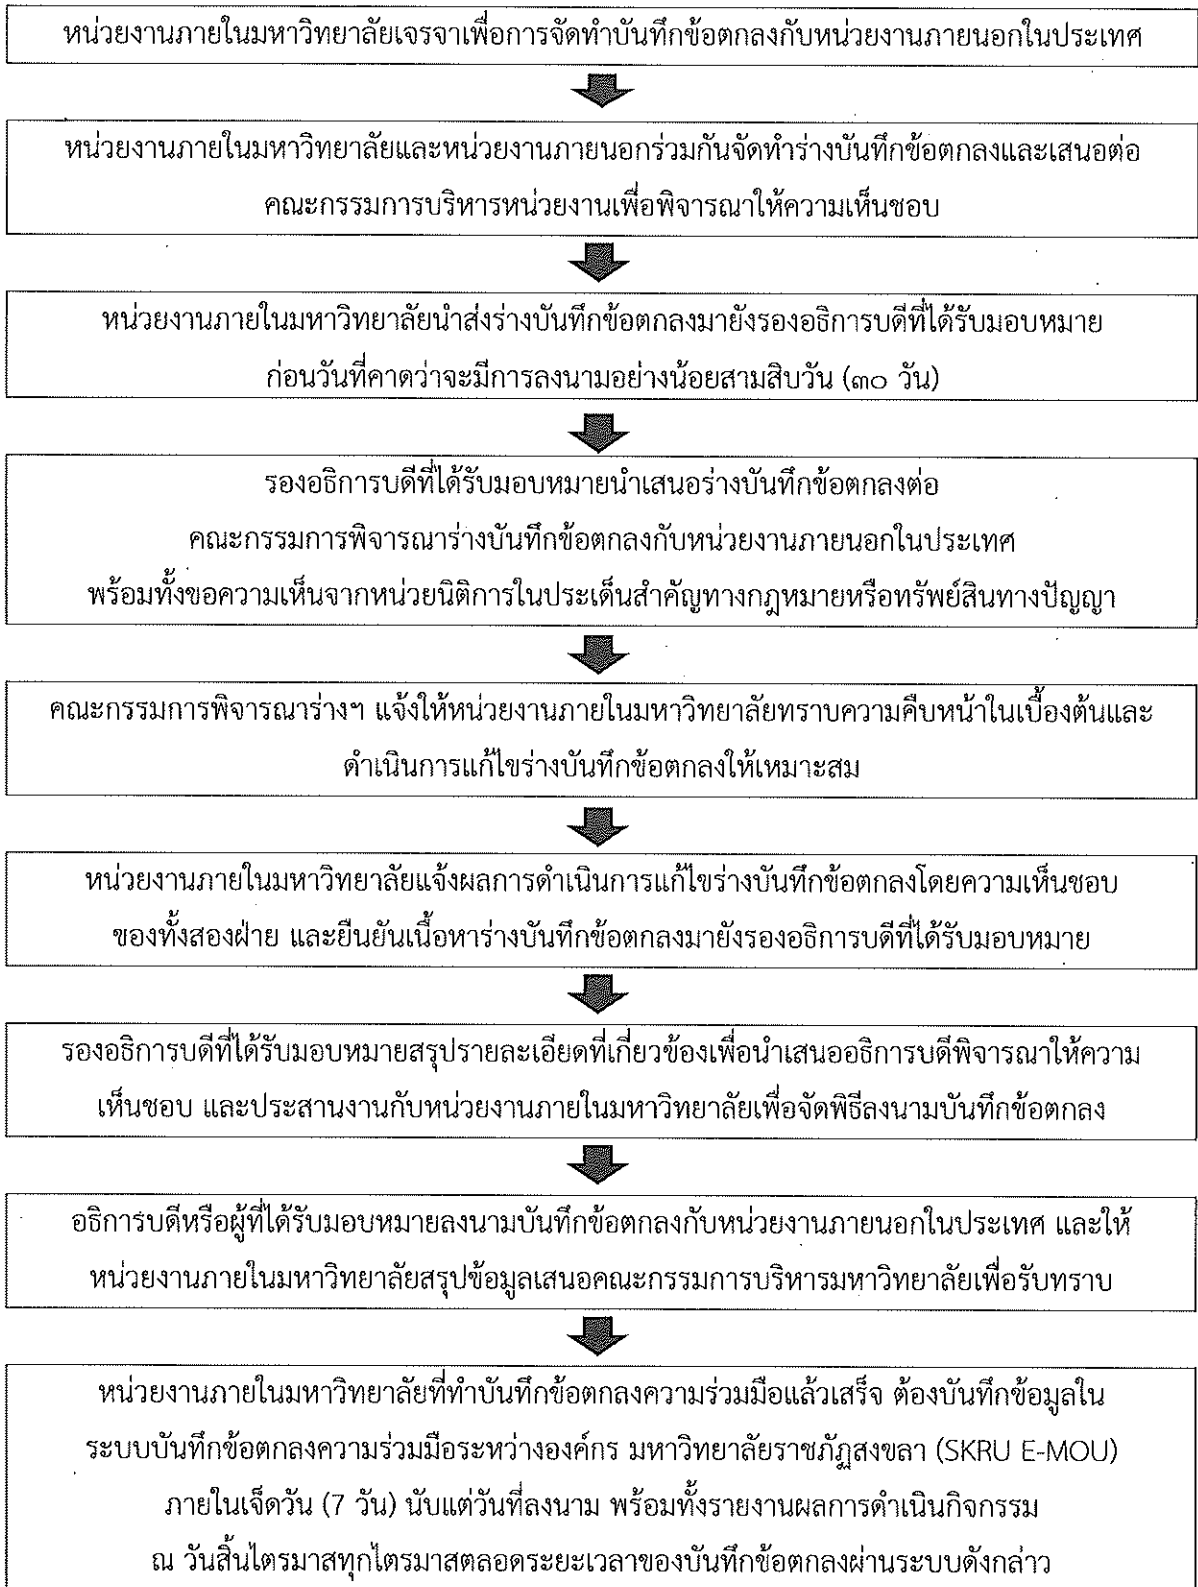 หน่วยงานภายในมหาวิทยาลัยเจรจาเพื่อการจัดทำบันทึกข้อตกลงกับหน่วยงานภายนอกในประเทศ
หน่วยงานภายในมหาวิทยาลัยและหน่วยงานภายนอกร่วมกันจัดทำร่างบันทึกข้อตกลงและเสนอต่อ
คณะกรรมการบริหารหน่วยงานเพื่อพิจารณาให้ความเห็นชอบ
หน่วยงานภายในมหาวิทยาลัยนำส่งร่างบันทึกข้อตกลงมายังรองอธิการบดีที่ได้รับมอบหมาย
ก่อนวันที่คาดว่าจะมีการลงนามอย่างน้อยสามสิบวัน (๓๐ วัน)
รองอธิการบดีที่ได้รับมอบหมายนำเสนอร่างบันทึกข้อตกลงต่อ
คณะกรรมการพิจารณาร่างบันทึกข้อตกลงกับหน่วยงานภายนอกในประเทศ
พร้อมทั้งขอความเห็นจากหน่วยนิติการในประเด็นสำคัญทางกฎหมายหรือทรัพย์สินทางปัญญา
คณะกรรมการพิจารณาร่างฯ แจ้งให้หน่วยงานภายในมหาวิทยาลัยทราบความคืบหน้าในเบื้องต้นและ
ดำเนินการแก้ไขร่างบันทึกข้อตกลงให้เหมาะสม
หน่วยงานภายในมหาวิทยาลัยแจ้งผลการดำเนินการแก้ไขร่างบันทึกข้อตกลงโดยความเห็นชอบ
ของทั้งสองฝ่าย และยืนยันเนื้อหาร่างบันทึกข้อตกลงมายังรองอธิการบดีที่ได้รับมอบหมาย
รองอธิการบดีที่ได้รับมอบหมายสรุปรายละเอียดที่เกี่ยวข้องเพื่อนำเสนออธิการบดีพิจารณาให้ความ
เห็นชอบ และประสานงานกับหน่วยงานภายในมหาวิทยาลัยเพื่อจัดพิธีลงนามบันทึกข้อตกลง
อธิการบดีหรือผู้ที่ได้รับมอบหมายลงนามบันทึกข้อตกลงกับหน่วยงานภายนอกในประเทศ และให้
หน่วยงานภายในมหาวิทยาลัยสรุปข้อมูลเสนอคณะกรรมการบริหารมหาวิทยาลัยเพื่อรับทราบ
หน่วยงานภายในมหาวิทยาลัยที่ทำบันทึกข้อตกลงความร่วมมือแล้วเสร็จ ต้องบันทึกข้อมูลใน
ระบบบันทึกข้อตกลงความร่วมมือระหว่างองค์กร มหาวิทยาลัยราชภัฏสงขลา (SKRU E-MOU)
ภายในเจ็ดวัน (7 วัน) นับแต่วันที่ลงนาม พร้อมทั้งรายงานผลการดำเนินกิจกรรม
ณ วันสิ้นไตรมาสทุกไตรมาสตลอดระยะเวลาของบันทึกข้อตกลงผ่านระบบดังกล่าว